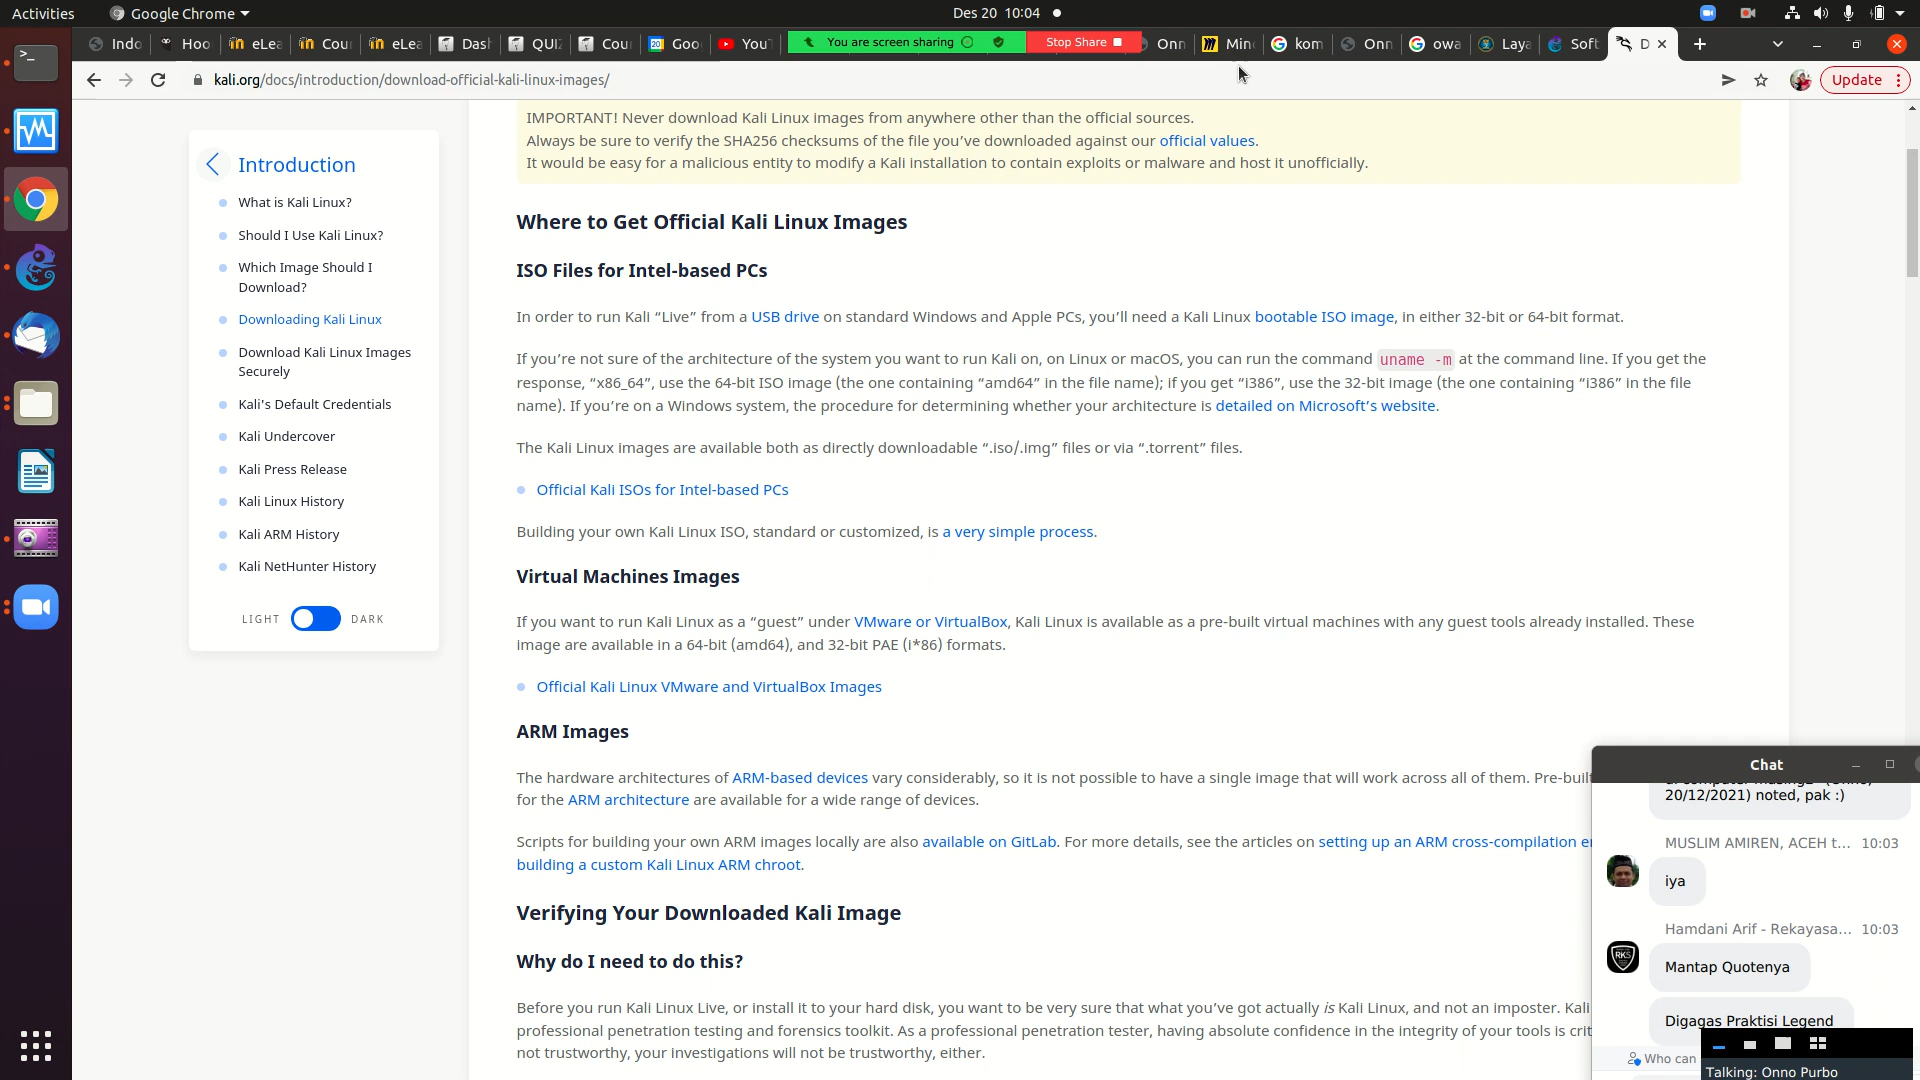 Activities
Google Chrome
Des 20 10:04
Indo
Hoo
eLea
Cour
eLea
Das
QUI
Cour
Goo
YouT
You are screen sharing
Stop Share
Onn
Min
kom
Onn
owa
Laya
Soft
D
kali.org/docs/introduction/download-official-kali-linux-images/
Update
IMPORTANT! Never download Kali Linux images from anywhere other than the official sources.
Always be sure to verify the SHA256 checksums of the file you’ve downloaded against our official values.
It would be easy for a malicious entity to modify a Kali installation to contain exploits or malware and host it unofficially.
Introduction
What is Kali Linux?
Should I Use Kali Linux?
Which Image Should I
Download?
Downloading Kali Linux
Download Kali Linux Images
Securely
Kali's Default Credentials
Kali Undercover
Kali Press Release
Kali Linux History
Kali ARM History
Kali NetHunter History
LIGHT DARK
Where to Get Official Kali Linux Images
ISO Files for Intel-based PCs
In order to run Kali “Live” from a USB drive on standard Windows and Apple PCs, you’ll need a Kali Linux bootable ISO image, in either 32-bit or 64-bit format.
If you’re not sure of the architecture of the system you want to run Kali on, on Linux or macOS, you can run the command uname -m at the command line. If you get the
response, “x86_64”, use the 64-bit ISO image (the one containing “amd64” in the file name); if you get “i386”, use the 32-bit image (the one containing “i386” in the file
name). If you’re on a Windows system, the procedure for determining whether your architecture is detailed on Microsoft’s website.
The Kali Linux images are available both as directly downloadable “.iso/.img” files or via “.torrent” files.
Official Kali ISOs for Intel-based PCs
Building your own Kali Linux ISO, standard or customized, is a very simple process.
Virtual Machines Images
If you want to run Kali Linux as a “guest” under VMware or VirtualBox, Kali Linux is available as a pre-built virtual machines with any guest tools already installed. These
image are available in a 64-bit (amd64), and 32-bit PAE (i*86) formats.
Official Kali Linux VMware and VirtualBox Images
ARM Images
The hardware architectures of ARM-based devices vary considerably, so it is not possible to have a single image that will work across all of them. Pre-built
for the ARM architecture are available for a wide range of devices.
Scripts for building your own ARM images locally are also available on GitLab. For more details, see the articles on setting up an ARM cross-compilation
building a custom Kali Linux ARM chroot.
Verifying Your Downloaded Kali Image
Why do I need to do this?
Before you run Kali Linux Live, or install it to your hard disk, you want to be very sure that what you’ve got actually is Kali Linux, and not an imposter. Kali
professional penetration testing and forensics toolkit. As a professional penetration tester, having absolute confidence in the integrity of your tools is crit
not trustworthy, your investigations will not be trustworthy, either.
Chat
20/12/2021) noted, pak :)
MUSLIM AMIREN, ACEH t... 10:03
iya
Hamdani Arif - Rekayasa... 10:03
Mantap Quotenya
Digagas Praktisi Legend
Who can
Talking: Onno Purbo